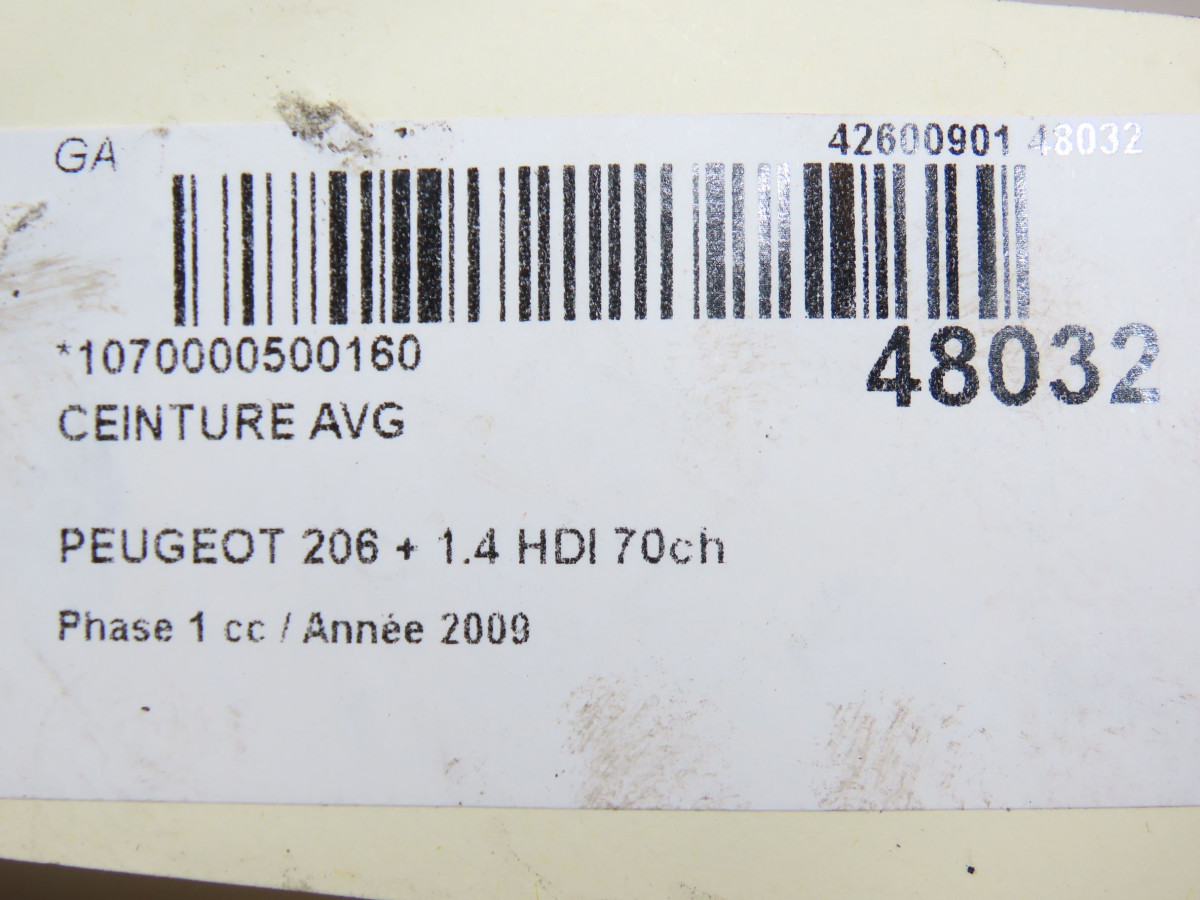 GA
42600901 48032
*1070000500160
48032
CEINTURE AVG
PEUGEOT 206 + 1.4 HDI 70ch
Phase 1 cc / Année 2009